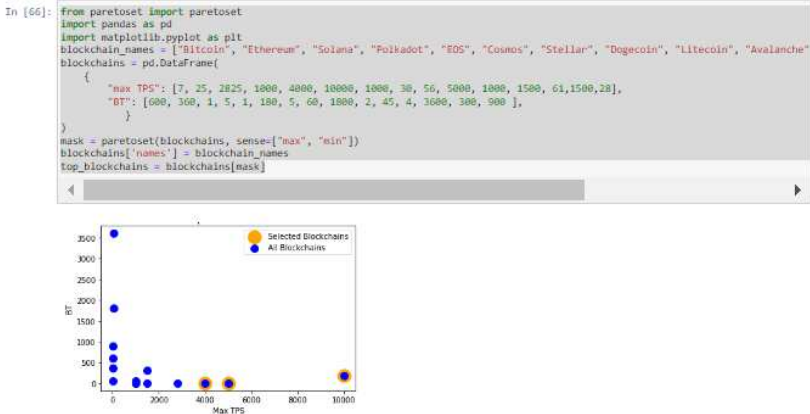 In [66]: from paretoset import paretoset
import pandas as pd
import matplotlib.pyplot as plt
blockchain_names = ["Bitcoin", "Ethereum", "Solana", "Polkadot", "EOS", "Cosmos", "Stellar", "Dogecoin", "Litecoin", "Avalanche"
blockchains = pd.DataFrame(
{
"max TPS": [7, 25, 2825, 1000, 4000, 10000, 1000, 30, 56, 5000, 1000, 1500, 61,1500,28],
"BT": [600, 360, 1, 5, 1, 180, 5, 60, 1800, 2, 45, 4, 3600, 300, 900 ],
}
)
mask = paretoset(blockchains, sense=["max", "min"])
blockchains['names'] = blockchain_names
top_blockchains = blockchains[mask]
Selected Blockchains
All Blockchains
3500
3000
2500
2000
1500
1000
500
0
BT
0 2000 4000 6000 8000 10000
Max TPS